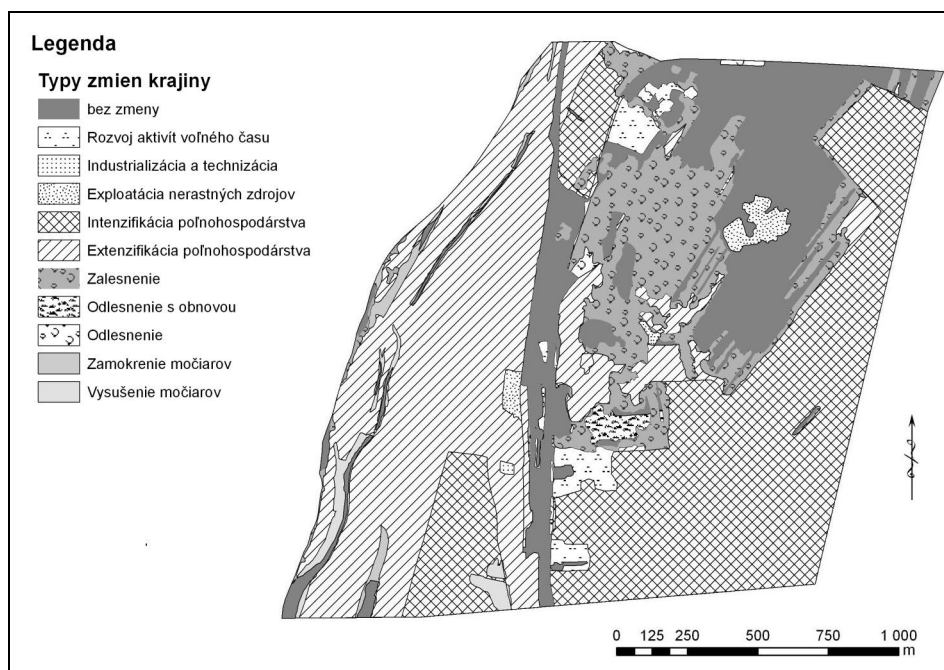 Legenda
Typy zmien krajiny
bez zmeny
Rozvoj aktivít voľného času
Industrializácia a technizácia
Exploatácia nerastných zdrojov
Intenzifikácia poľnohospodárstva
Extenzifikácia poľnohospodárstva
Zalesnenie
Odlesnenie s obnovou
Odlesnenie
Zamokrenie močiarov
Vysušenie močiarov
0 125 250 500 750 1 000
m